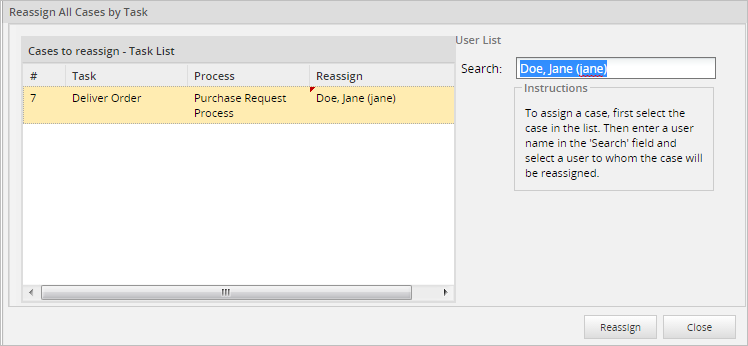 Reassign All Cases by Task
Cases to reassign - Task List
# Task Process Reassign
7 Deliver Order Purchase Request Doe, Jane (jane)
Process
User List
Search: Doe, Jane (jane)
Instructions
To assign a case, first select the
case in the list. Then enter a user
name in the 'Search' field and
select a user to whom the case will
be reassigned.
Reassign Close